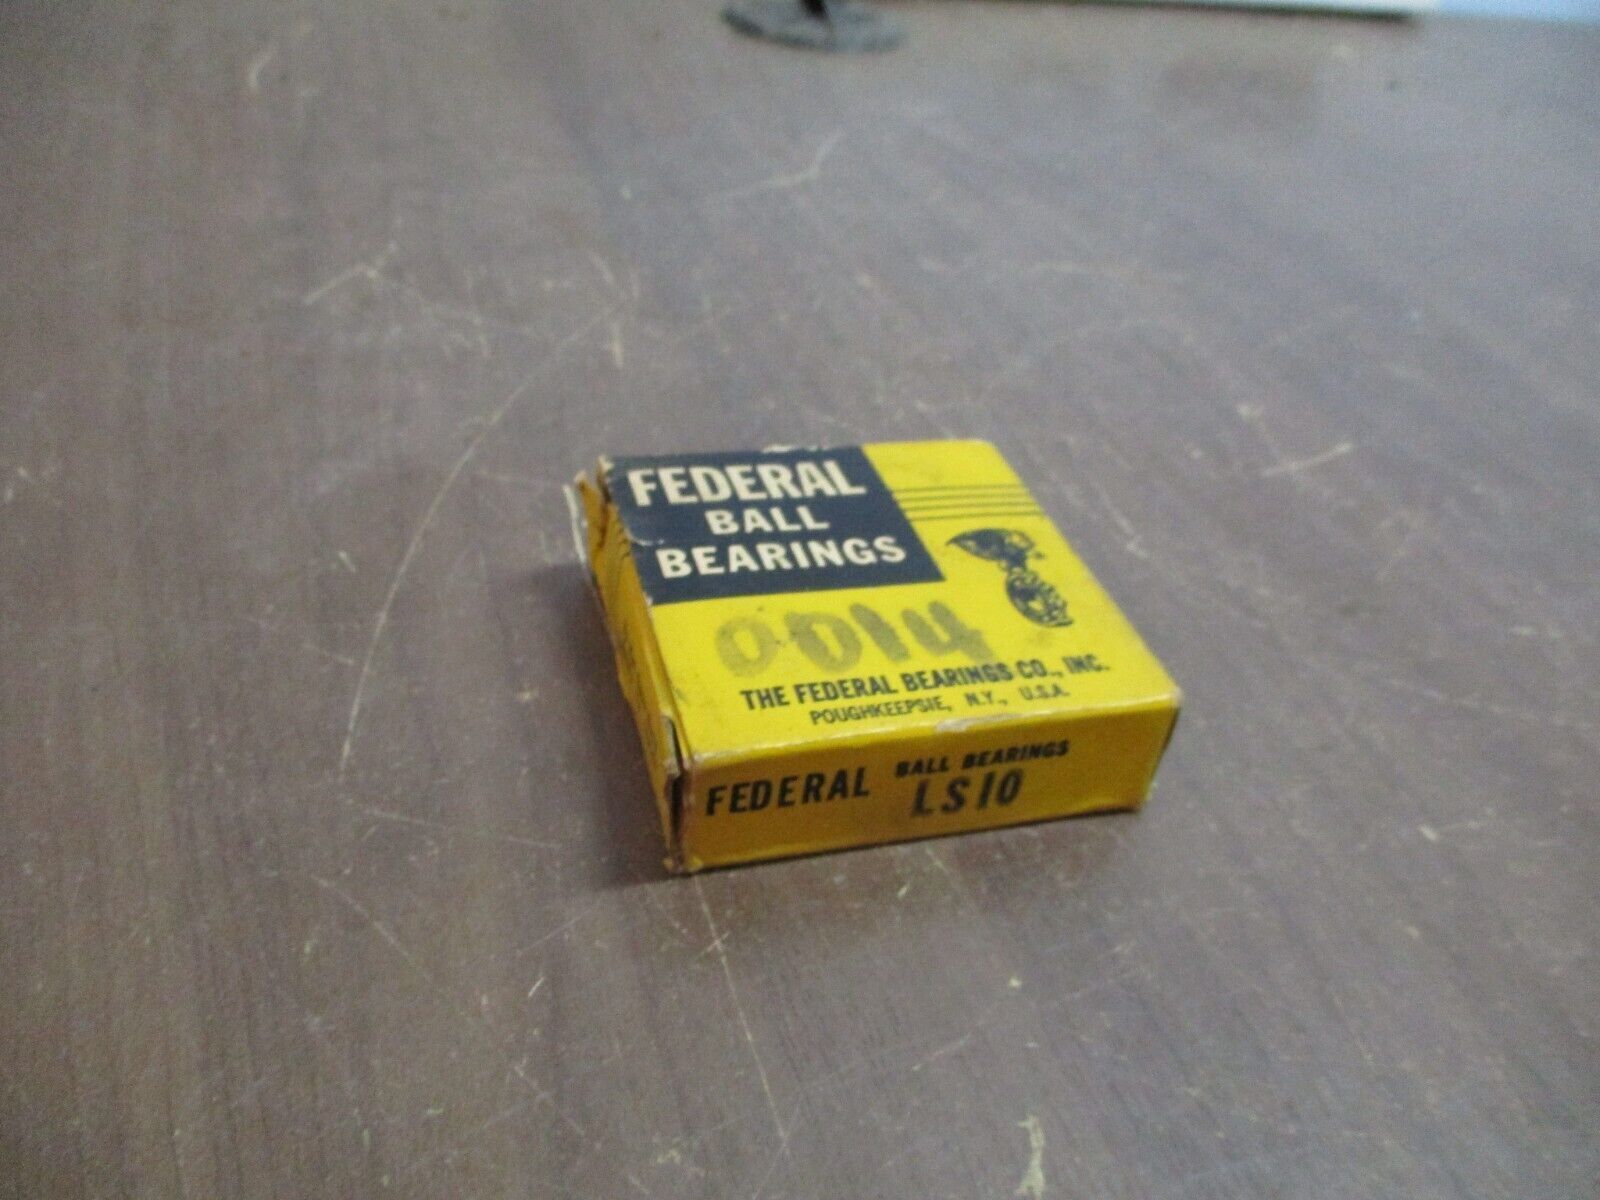 FEDERAL
BALL
BEARINGS
0014
THE FEDERAL BEARINGS CO., INC.
POUGHKEEPSIE, N.Y., U.S.A.
FEDERAL BALL BEARINGS
LS10